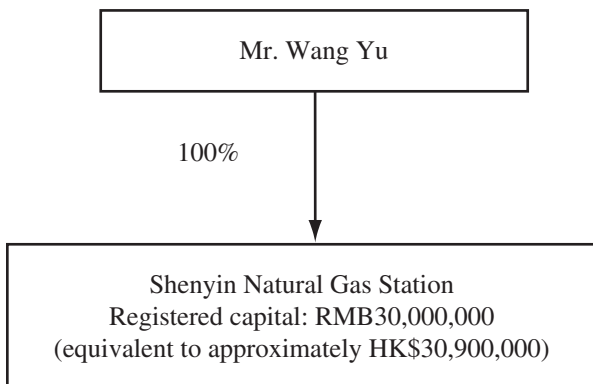 Mr. Wang Yu
100%
Shenyin Natural Gas Station
Registered capital: RMB30,000,000
(equivalent to approximately HK$30,900,000)